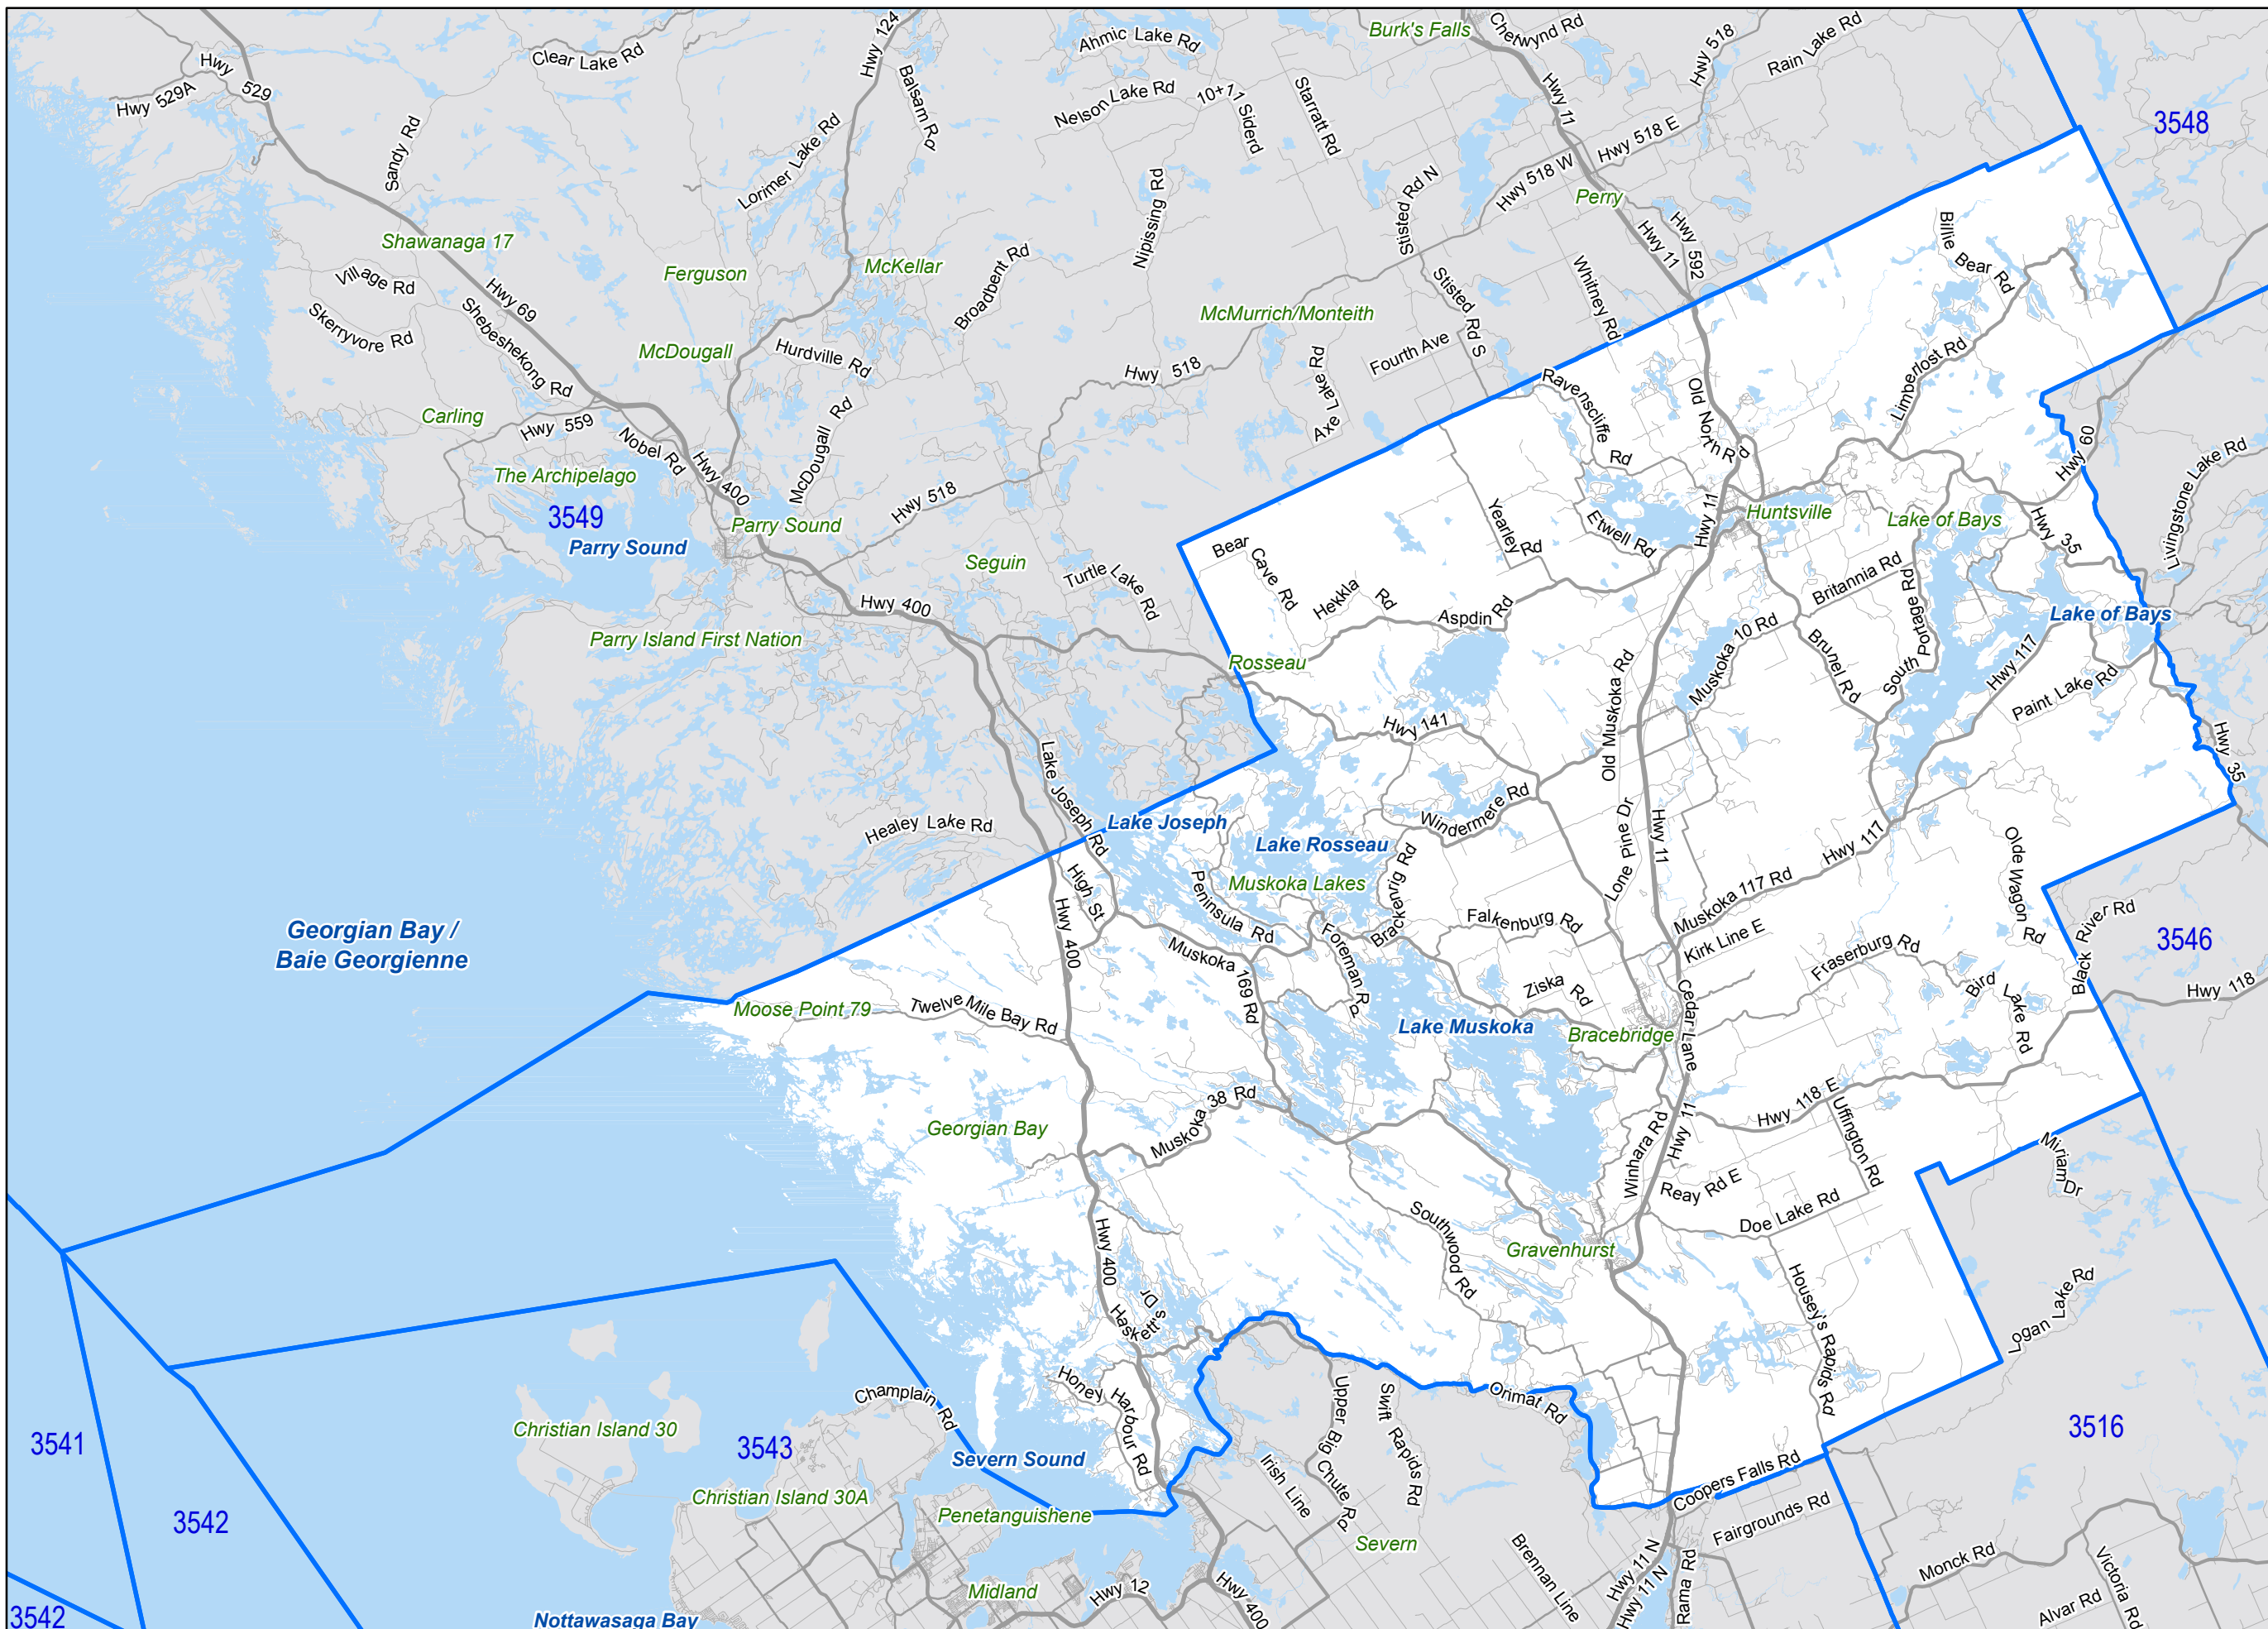 Burk's Falls
Chetwynd Rd
Hwy 124
Clear Lake Rd
Ahmic Lake Rd
Hwy 518
Rain Lake Rd
Hwy 529
Hwy 529A
Balsam Rd
Nelson Lake Rd
10+11 Siderd
Starratt Rd
Hwy 11
3548
Sandy Rd
Lorimer Lake Rd
Hwy 518 E
Hwy 518 W
Nipissing Rd
Stisted Rd N
Perry
Billie Bear Rd
Shawanaga 17
Ferguson
McKellar
Broadbent Rd
Hwy 11
Hwy 592
Village Rd
Hwy 69
Whitney Rd
Skerryvore Rd
Shebeshekong Rd
McMurrich/Monteith
Stisted Rd S
McDougall
Hurdville Rd
Hwy 518
Fourth Ave
Axe Lake Rd
Limberlost Rd
Carling
Hwy 559
Nobel Rd
McDougall Rd
Ravenscliffe Rd
Old North Rd
Hwy 60
Livingstone Lake Rd
The Archipelago
Hwy 400
3549
Parry Sound
Parry Sound
Hwy 518
Yearley Rd
Etwell Rd
Hwy 11
Huntsville
Lake of Bays
Hwy 35
Seguin
Turtle Lake Rd
Bear Cave Rd
Hekkla Rd
Aspdin Rd
Britannia Rd
South Portage Rd
Lake of Bays
Hwy 400
Parry Island First Nation
Rosseau
Muskoka 10 Rd
Brunel Rd
Hwy 117
Paint Lake Rd
Hwy 141
Old Muskoka Rd
Hwy 35
Lake Joseph Rd
Lake Joseph
Healey Lake Rd
Lake Rosseau
Windermere Rd
Lone Pine Dr
Hwy 11
Hwy 117
Olde Wagon Rd
High St
Muskoka Lakes
Peninsula Rd
Brackenrig Rd
Muskoka 117 Rd
Georgian Bay /
Baie Georgienne
Hwy 400
Muskoka 169 Rd
Foreman Rd
Falkenburg Rd
Kirk Line E
Fraserburg Rd
Black River Rd
3546
Hwy 118
Moose Point 79
Twelve Mile Bay Rd
Ziska Rd
Cedar Lane
Bird Lake Rd
Lake Muskoka
Bracebridge
Georgian Bay
Muskoka 38 Rd
Winhara Rd
Hwy 11
Hwy 118 E
Uffington Rd
Miriam Dr
Reay Rd E
Doe Lake Rd
Southwood Rd
Gravenhurst
Hwy 400
Haskett's Dr
Housey's Rapids Rd
Logan Lake Rd
Champlain Rd
Honey Harbour Rd
Upper Big Chute Rd
Swift Rapids Rd
Orimat Rd
3541
Christian Island 30
3543
Severn Sound
Irish Line
3516
Christian Island 30A
Penetanguishene
Coopers Falls Rd
Fairgrounds Rd
3542
Severn
Brennan Line
Hwy 11 N
Hwy 11 N
Rama Rd
Monck Rd
Victoria Rd
Alvar Rd
Midland
Hwy 12
Hwy 400
3542
Nottawasaga Bay